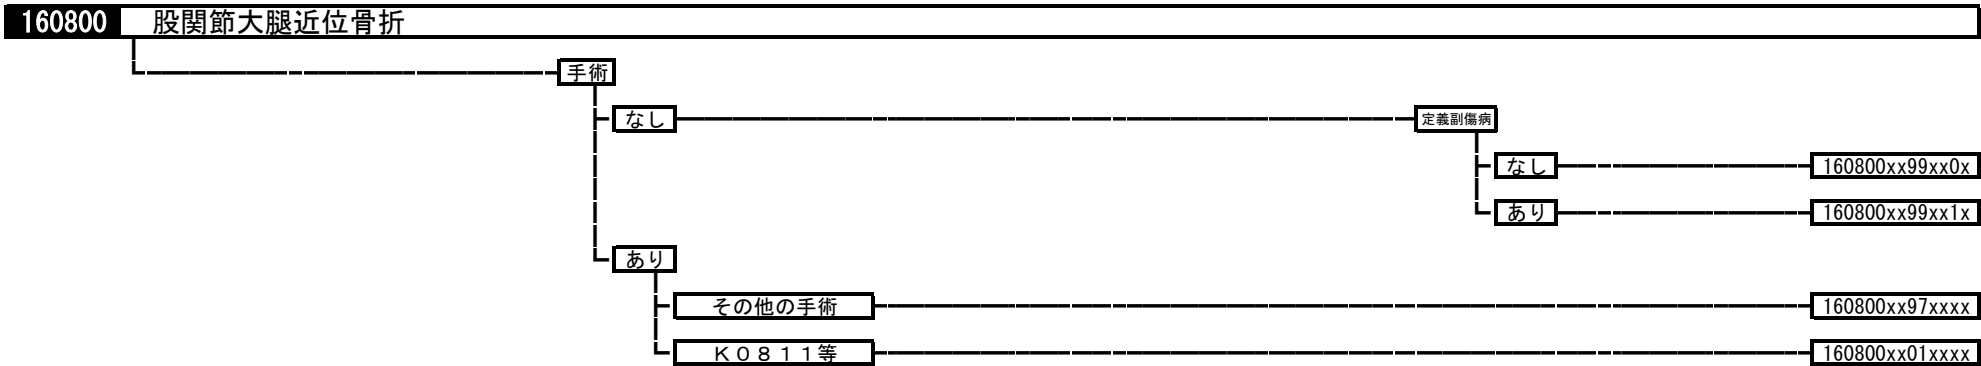 160800 股関節大腿近位骨折
手術
なし 定義副傷病
なし 160800xx99xx0x
あり 160800xx99xx1x
あり
その他の手術 160800xx97xxxx
Ｋ０８１１等 160800xx01xxxx